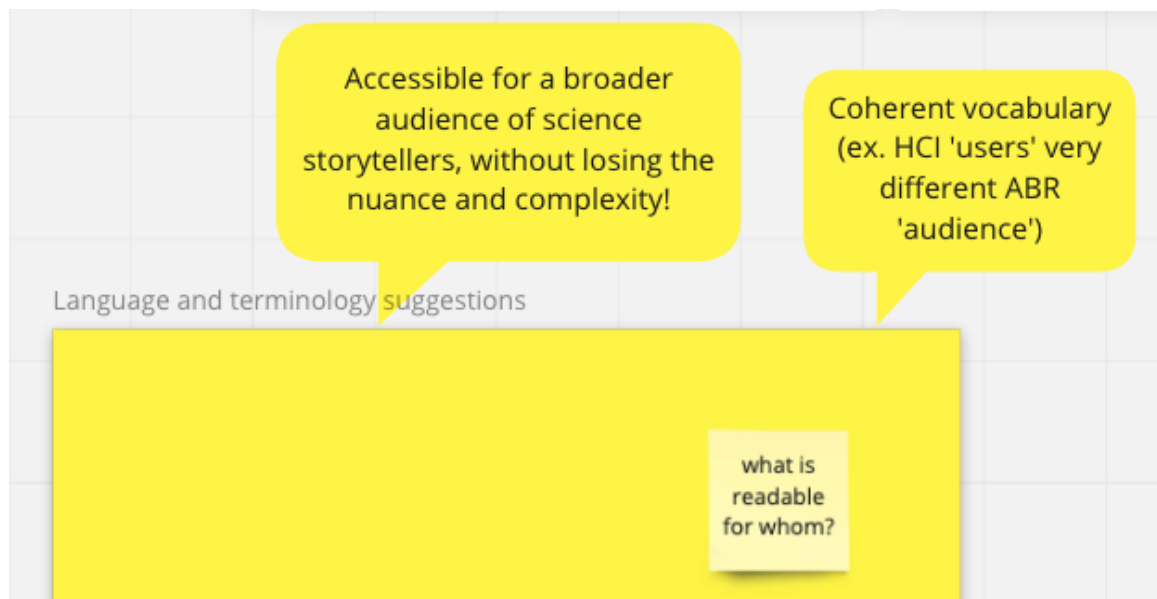 Accessible for a broader
audience of science
storytellers, without losing the
nuance and complexity!
Coherent vocabulary
(ex. HCI 'users' very
different ABR
'audience')
Language and terminology suggestions
what is
readable
for whom?